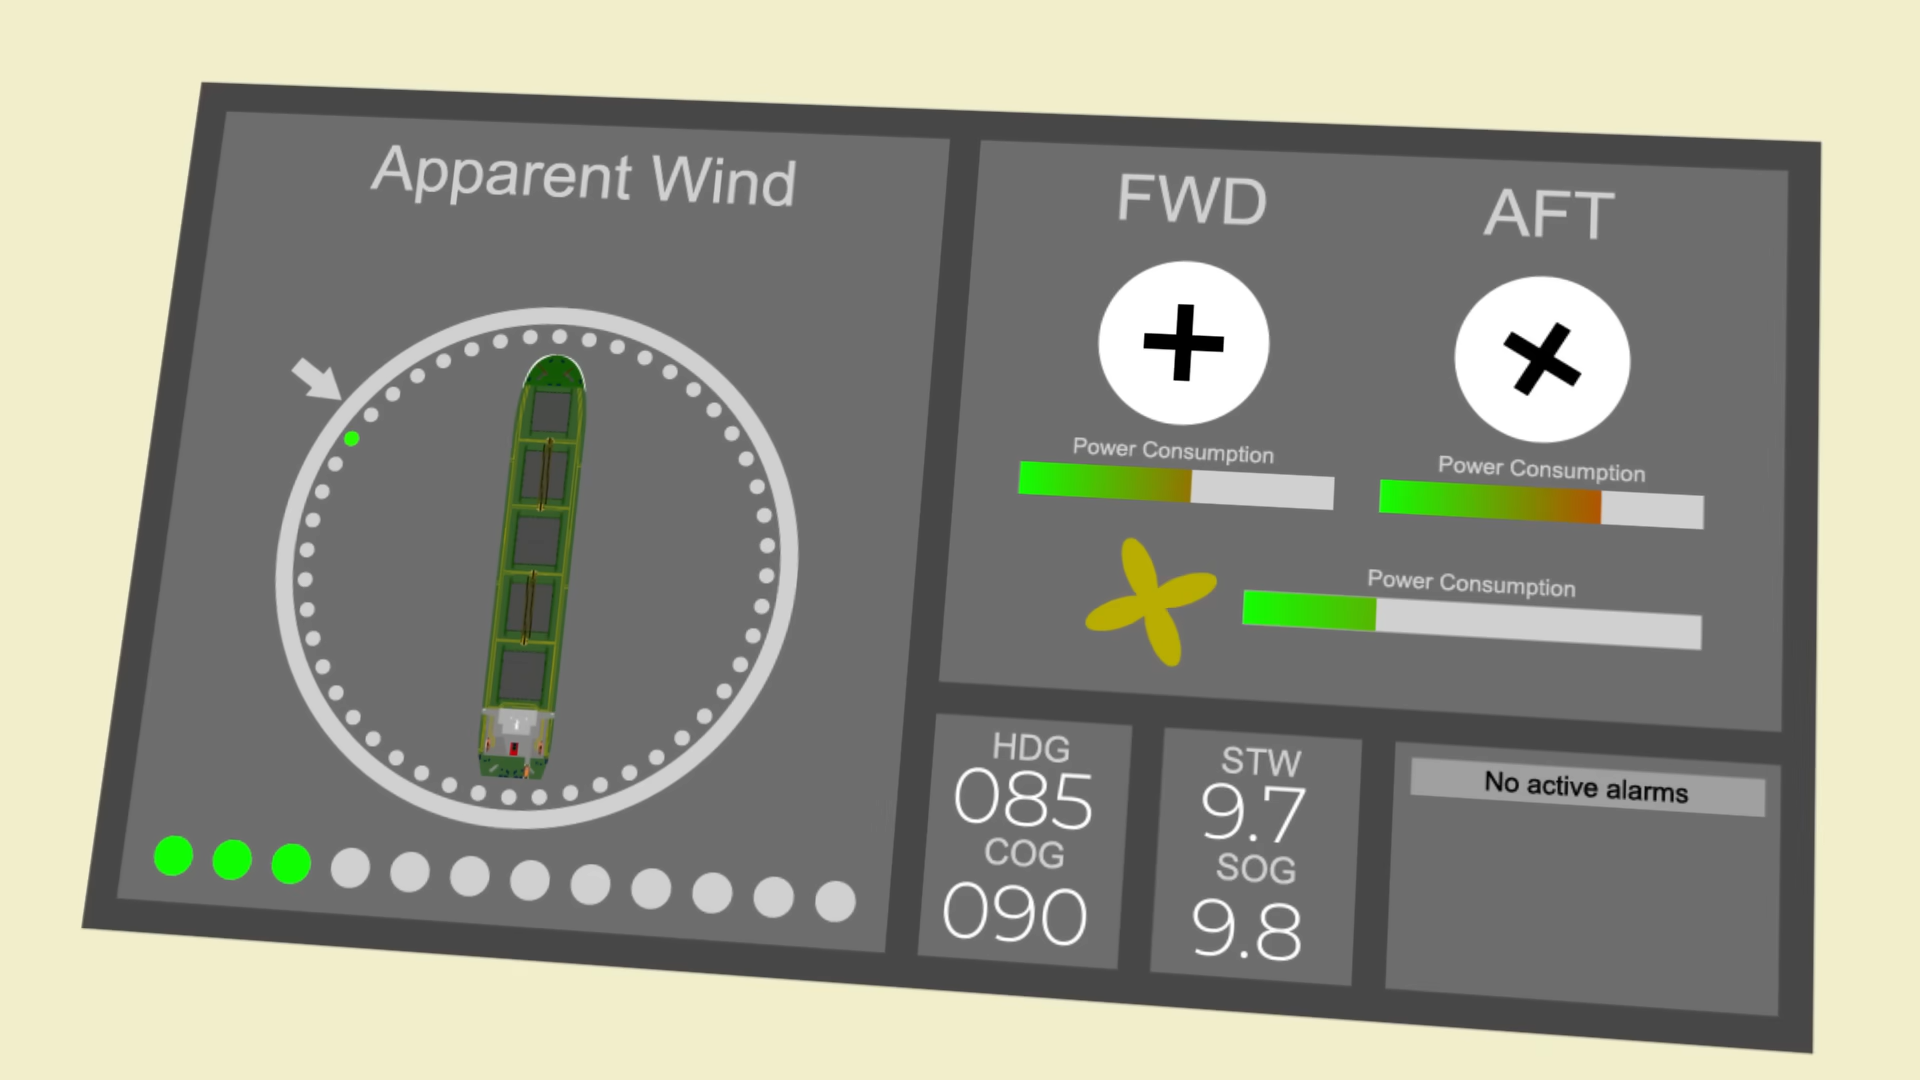 Apparent Wind
FWD
AFT
Power Consumption
Power Consumption
Power Consumption
HDG
085
COG
090
STW
9.7
SOG
9.8
No active alarms